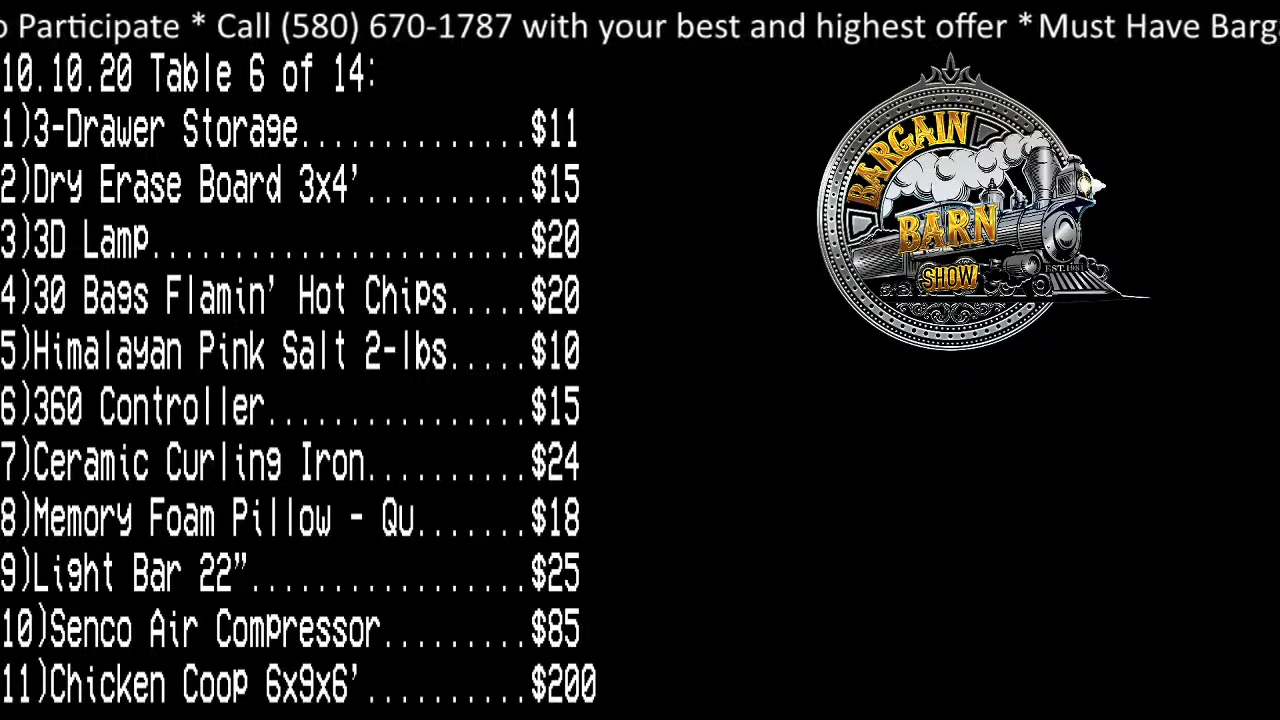 o Participate * Call (580) 670-1787 with your best and highest offer * Must Have Barga
10.10.20 Table 6 of 14:
1)3-Drawer Storage..............$11
2)Dry Erase Board 3x4'..........$15
3)3D Lamp.......................$20
4)30 Bags Flamin' Hot Chips.....$20
5)Himalayan Pink Salt 2-lbs.....$10
6)360 Controller................$15
7)Ceramic Curling Iron..........$24
8)Memory Foam Pillow - Qu.......$18
9)Light Bar 22".................$25
10)Senco Air Compressor.........$85
11)Chicken Coop 6x9x6'..........$200
BARGAIN
BARN
SHOW